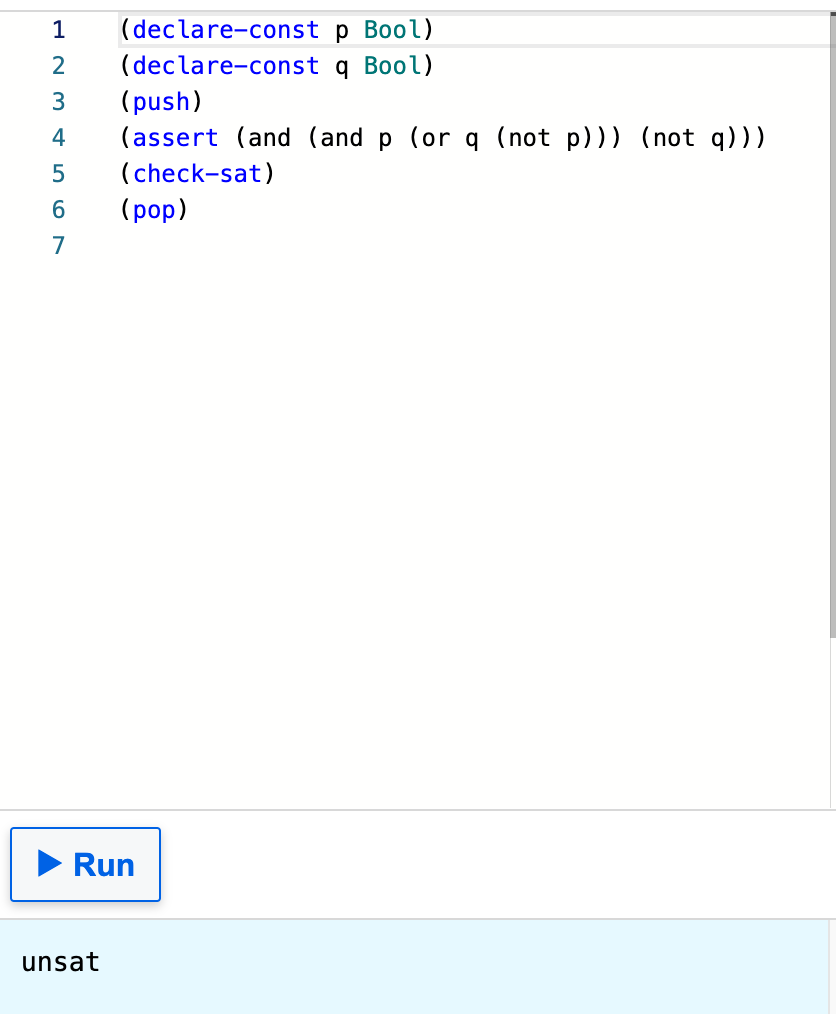 1 (declare-const p Bool)
2 (declare-const q Bool)
3 (push)
4 (assert (and (and p (or q (not p))) (not q)))
5 (check-sat)
6 (pop)
7
Run
unsat